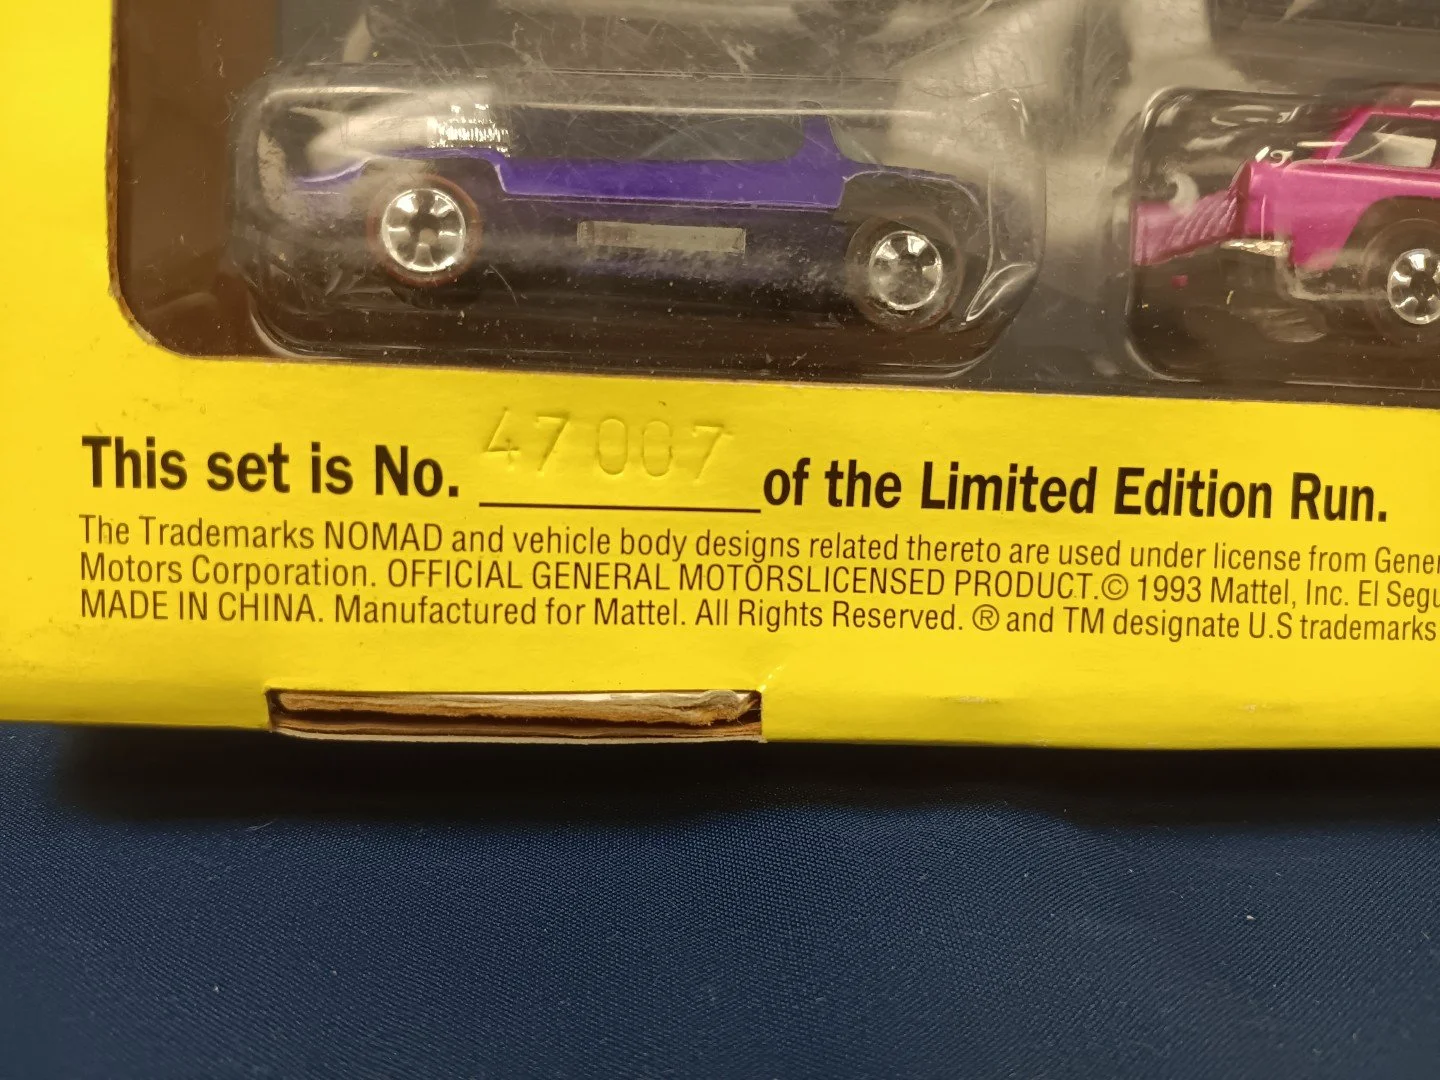 This set is No. 47007 of the Limited Edition Run.
The Trademarks NOMAD and vehicle body designs related thereto are used under license from Gener
Motors Corporation. OFFICIAL GENERAL MOTORSLICENSED PRODUCT.© 1993 Mattel, Inc. El Segu
MADE IN CHINA. Manufactured for Mattel. All Rights Reserved. ® and TM designate U.S trademarks